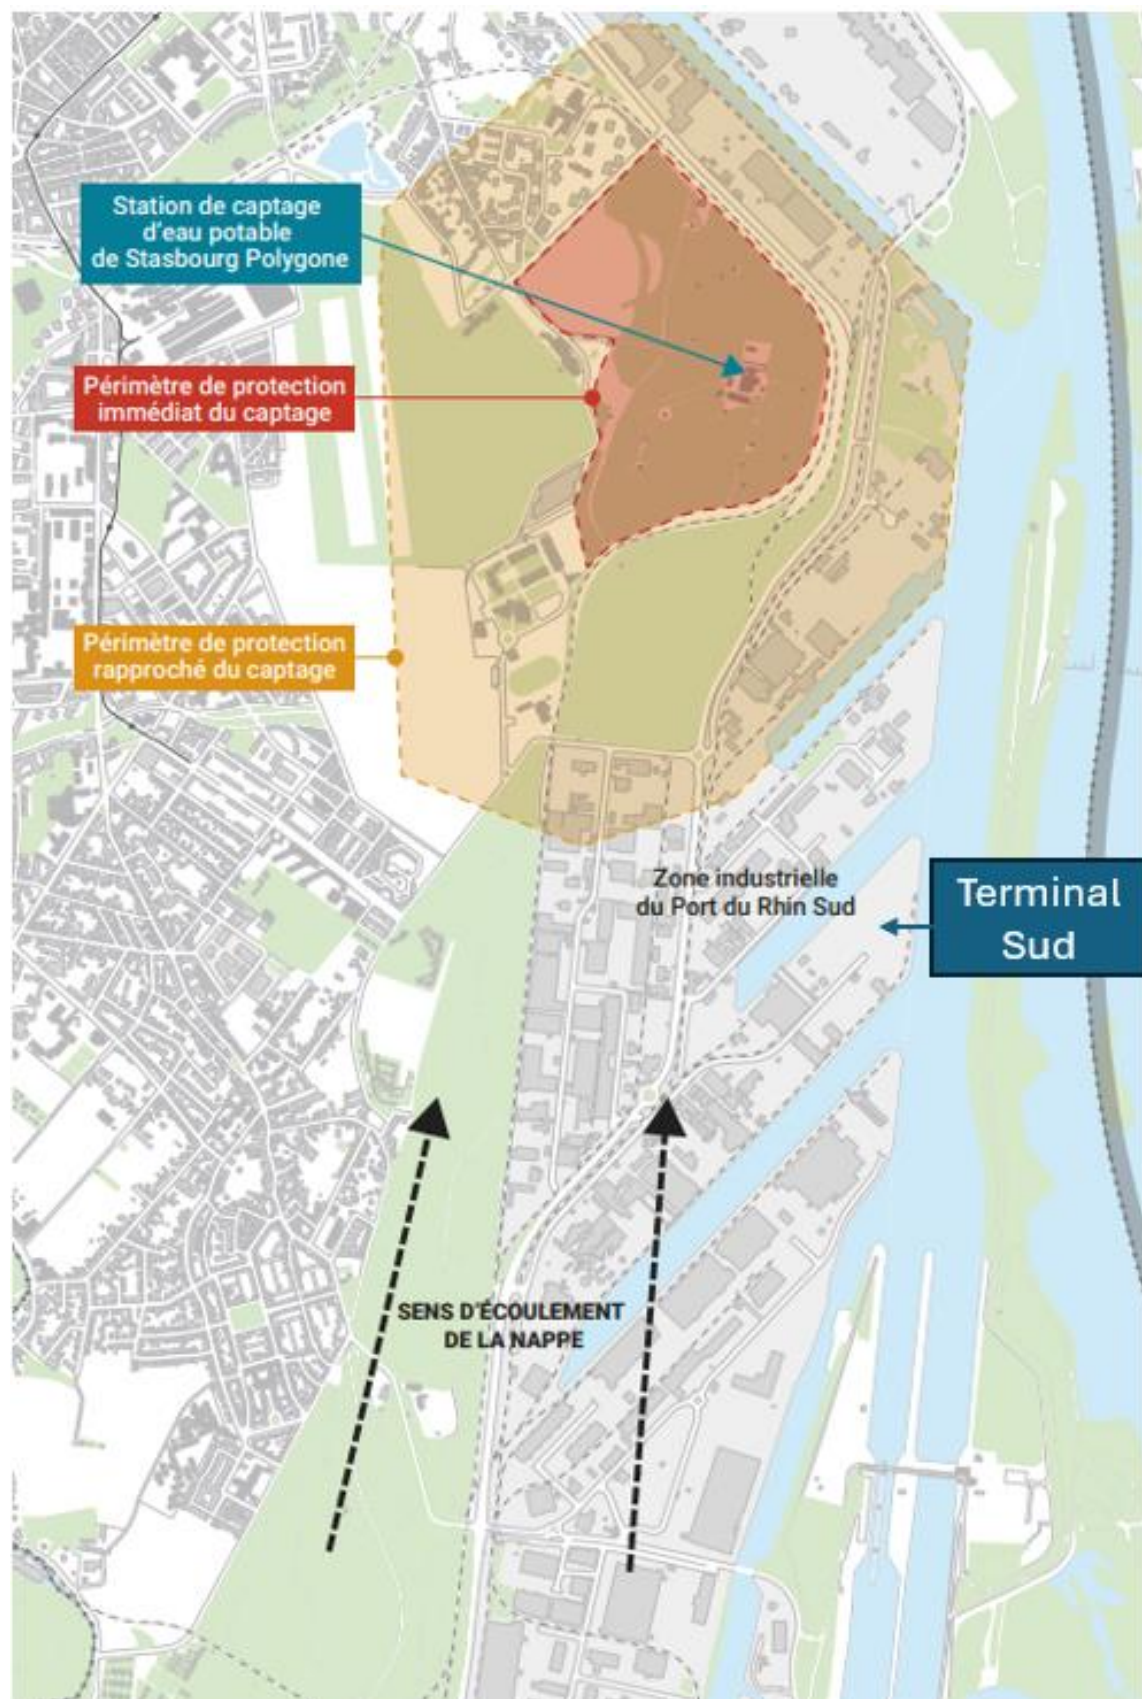 Station de captage
d'eau potable
de Stasbourg Polygone
Périmètre de protection
immédiat du captage
Périmètre de protection
rapproché du captage
Zone industrielle
du Port du Rhin Sud
Terminal
Sud
SENS D'ÉCOULEMENT
DE LA NAPPE